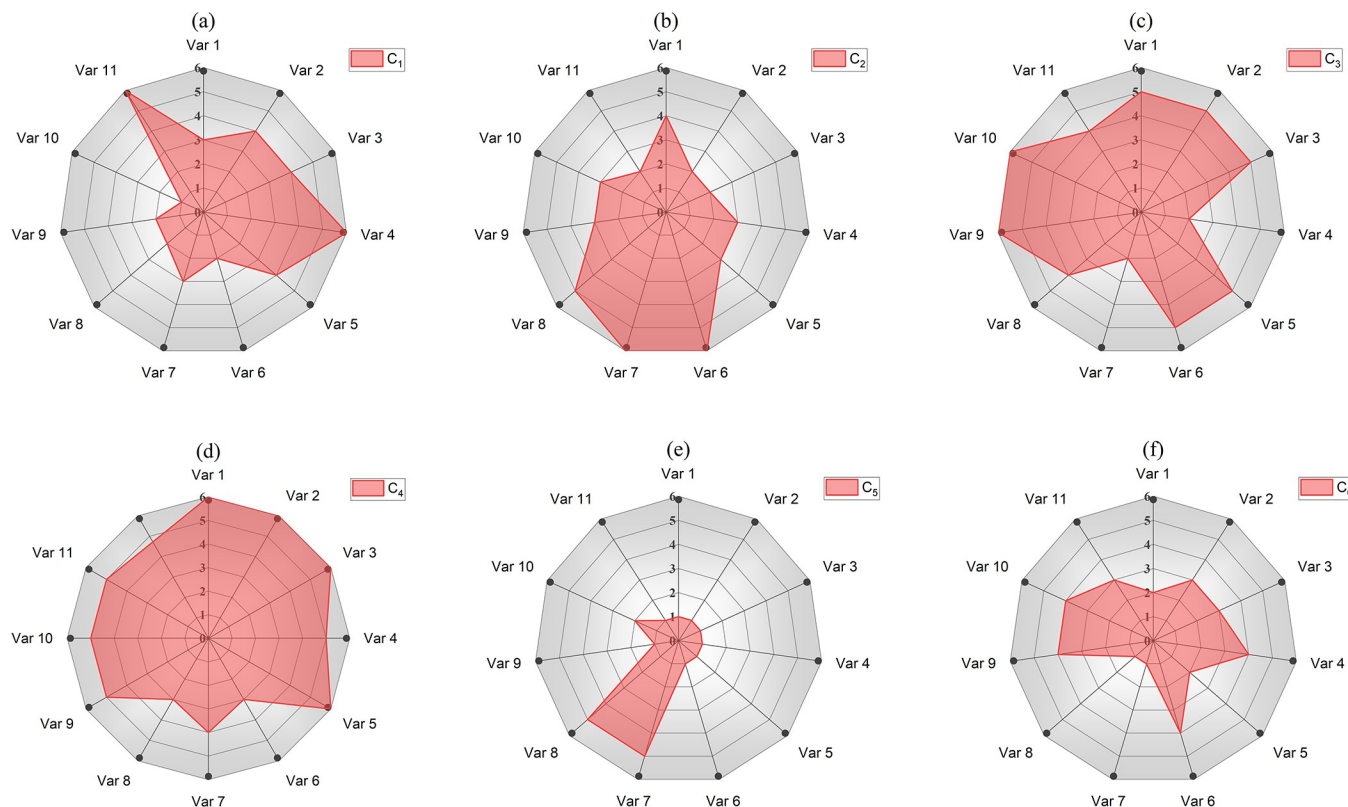 (a)
Var 1
Var 2
Var 3
Var 4
Var 5
Var 6
Var 7
Var 8
Var 9
Var 10
Var 11
6
5
4
3
2
1
0
C₁
(b)
Var 1
Var 2
Var 3
Var 4
Var 5
Var 6
Var 7
Var 8
Var 9
Var 10
Var 11
6
5
4
3
2
1
0
C₂
(c)
Var 1
Var 2
Var 3
Var 4
Var 5
Var 6
Var 7
Var 8
Var 9
Var 10
Var 11
6
5
4
3
2
1
0
C₃
(d)
Var 1
Var 2
Var 3
Var 4
Var 5
Var 6
Var 7
Var 8
Var 9
Var 10
Var 11
6
5
4
3
2
1
0
C₄
(e)
Var 1
Var 2
Var 3
Var 4
Var 5
Var 6
Var 7
Var 8
Var 9
Var 10
Var 11
6
5
4
3
2
1
0
C₅
(f)
Var 1
Var 2
Var 3
Var 4
Var 5
Var 6
Var 7
Var 8
Var 9
Var 10
Var 11
6
5
4
3
2
1
0
C